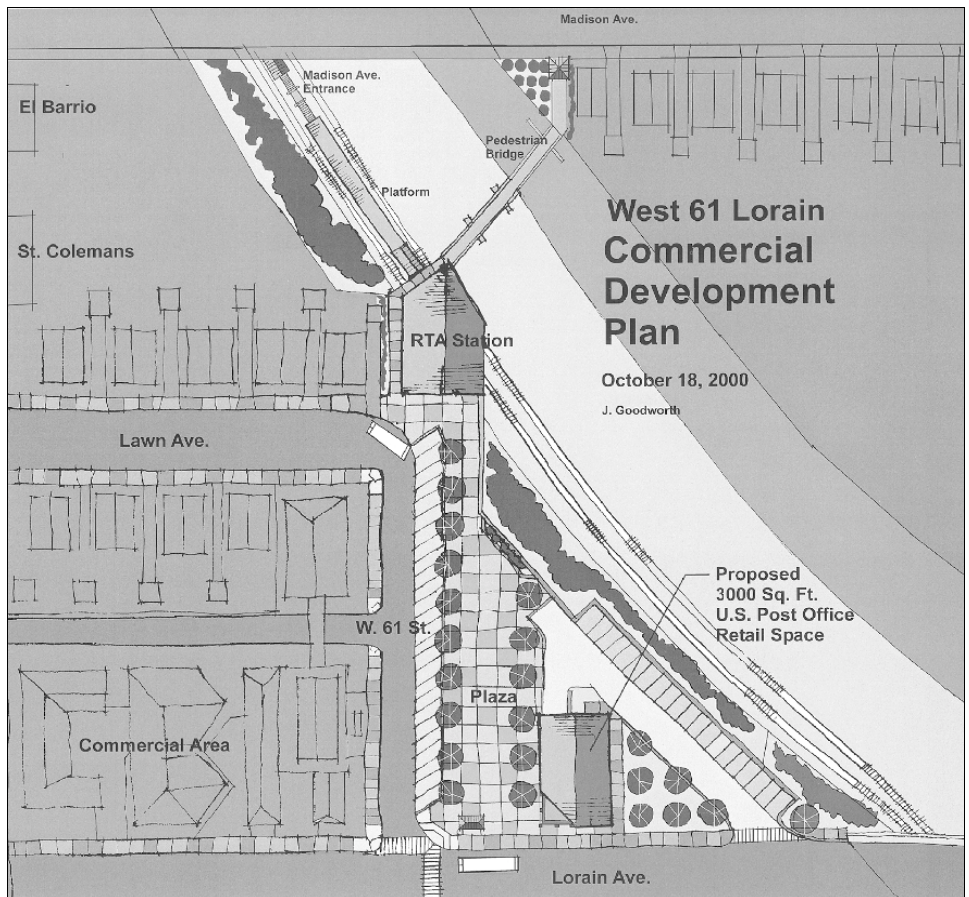 Madison Ave.
Madison Ave.
Entrance
El Barrio
Pedestrian
Bridge
Platform
West 61 Lorain
Commercial
Development
Plan
St. Colemans
RTA Station
October 18, 2000
J. Goodworth
Lawn Ave.
Proposed
3000 Sq. Ft.
U.S. Post Office
Retail Space
W. 61 St.
Plaza
Commercial Area
Lorain Ave.